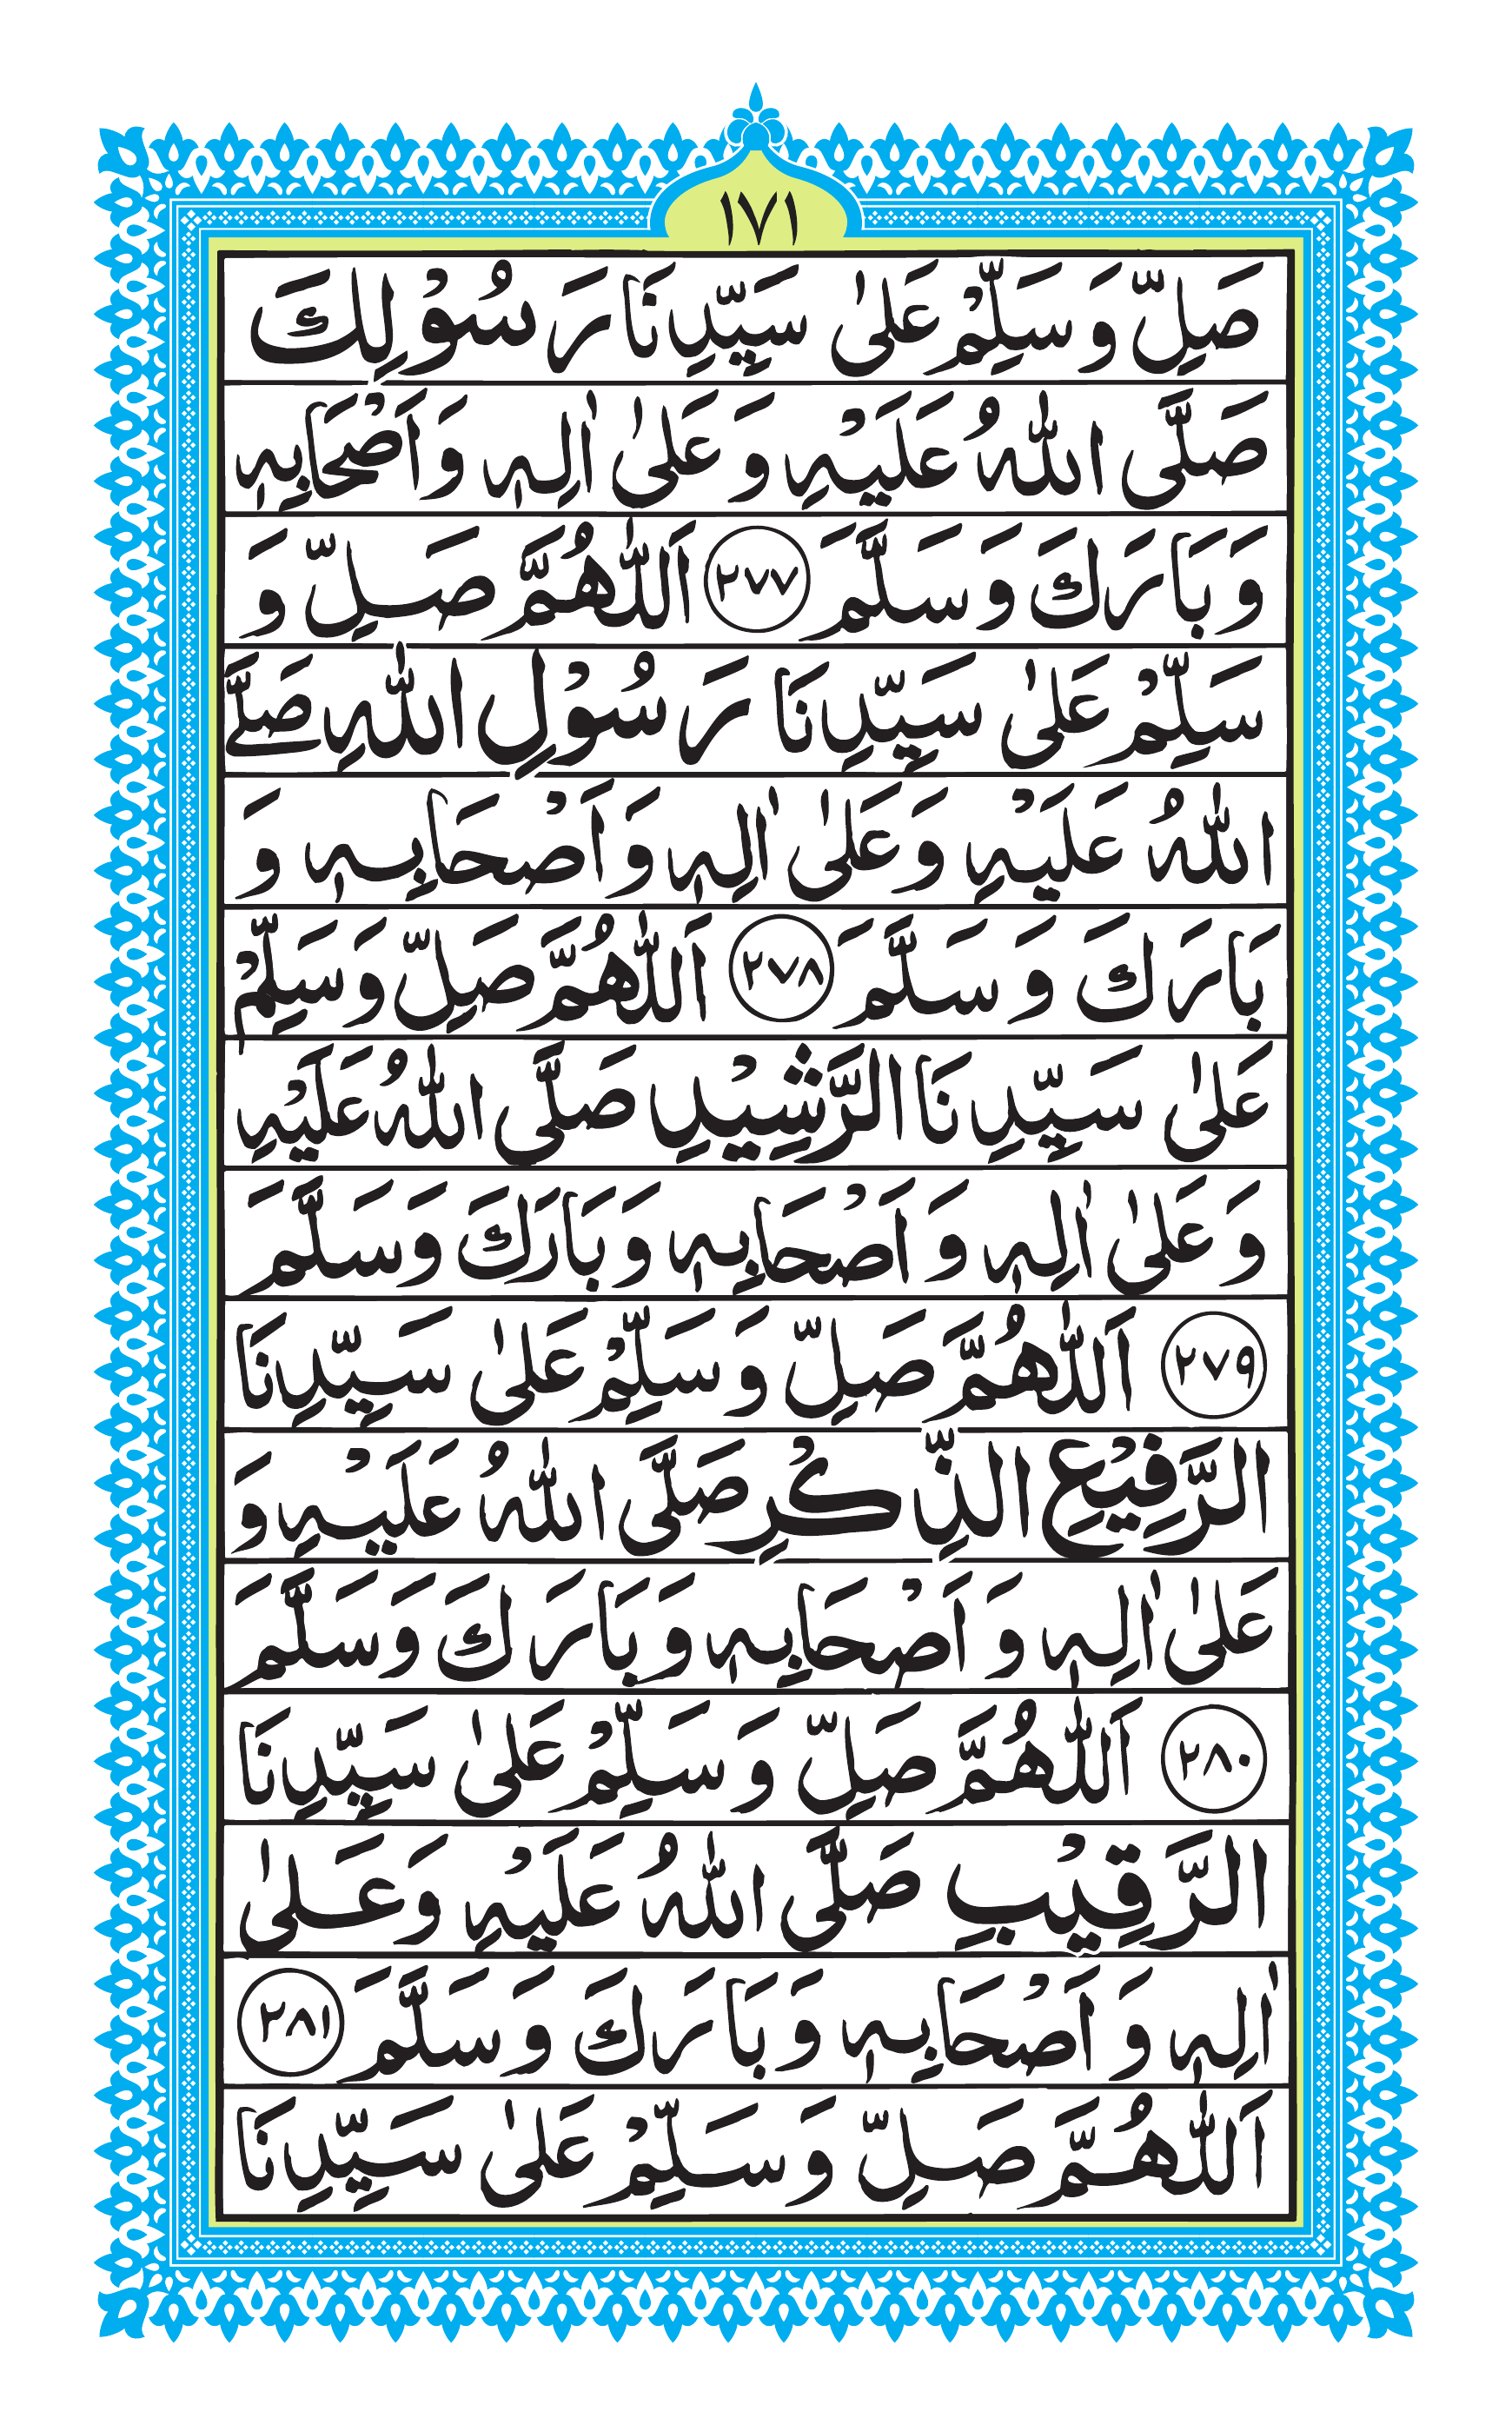 ١٧١
صَلِّ وَ سَلِّمْ عَلٰى سَيِّدِنَا رَسُوْلِكَ
صَلَّى اللّٰهُ عَلَيْهِ وَ عَلٰى اٰلِهٖ وَ اَصْحَابِهٖ
وَ بَارَكَ وَ سَلَّمَ ٢٧٧ اَللّٰهُمَّ صَلِّ وَ
سَلِّمْ عَلٰى سَيِّدِنَا رَسُوْلِ اللّٰهِ صَلَّى
اللّٰهُ عَلَيْهِ وَ عَلٰى اٰلِهٖ وَ اَصْحَابِهٖ وَ
بَارَكَ وَ سَلَّمَ ٢٧٨ اَللّٰهُمَّ صَلِّ وَ سَلِّمْ
عَلٰى سَيِّدِنَا الرَّشِيْدِ صَلَّى اللّٰهُ عَلَيْهِ
وَ عَلٰى اٰلِهٖ وَ اَصْحَابِهٖ وَ بَارَكَ وَ سَلَّمَ
٢٧٩ اَللّٰهُمَّ صَلِّ وَ سَلِّمْ عَلٰى سَيِّدِنَا
الرَّفِيْعِ الذِّكْرِ صَلَّى اللّٰهُ عَلَيْهِ وَ
عَلٰى اٰلِهٖ وَ اَصْحَابِهٖ وَ بَارَكَ وَ سَلَّمَ
٢٨٠ اَللّٰهُمَّ صَلِّ وَ سَلِّمْ عَلٰى سَيِّدِنَا
الرَّقِيْبِ صَلَّى اللّٰهُ عَلَيْهِ وَ عَلٰى
اٰلِهٖ وَ اَصْحَابِهٖ وَ بَارَكَ وَ سَلَّمَ ٢٨١
اَللّٰهُمَّ صَلِّ وَ سَلِّمْ عَلٰى سَيِّدِنَا